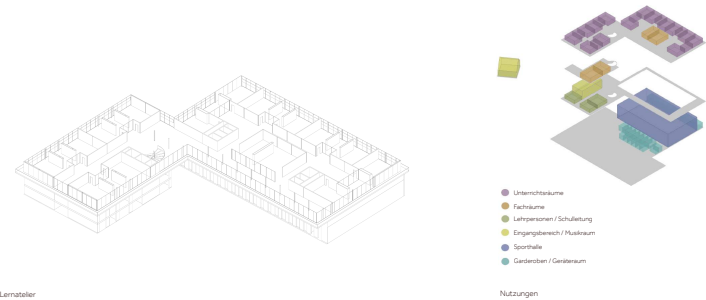 Unterrichtsräume
Fachräume
Lehrpersonen / Schulleitung
Eingangsbereich / Musikraum
Sporthalle
Garderoben / Geräteraum
Lernatelier
Nutzungen